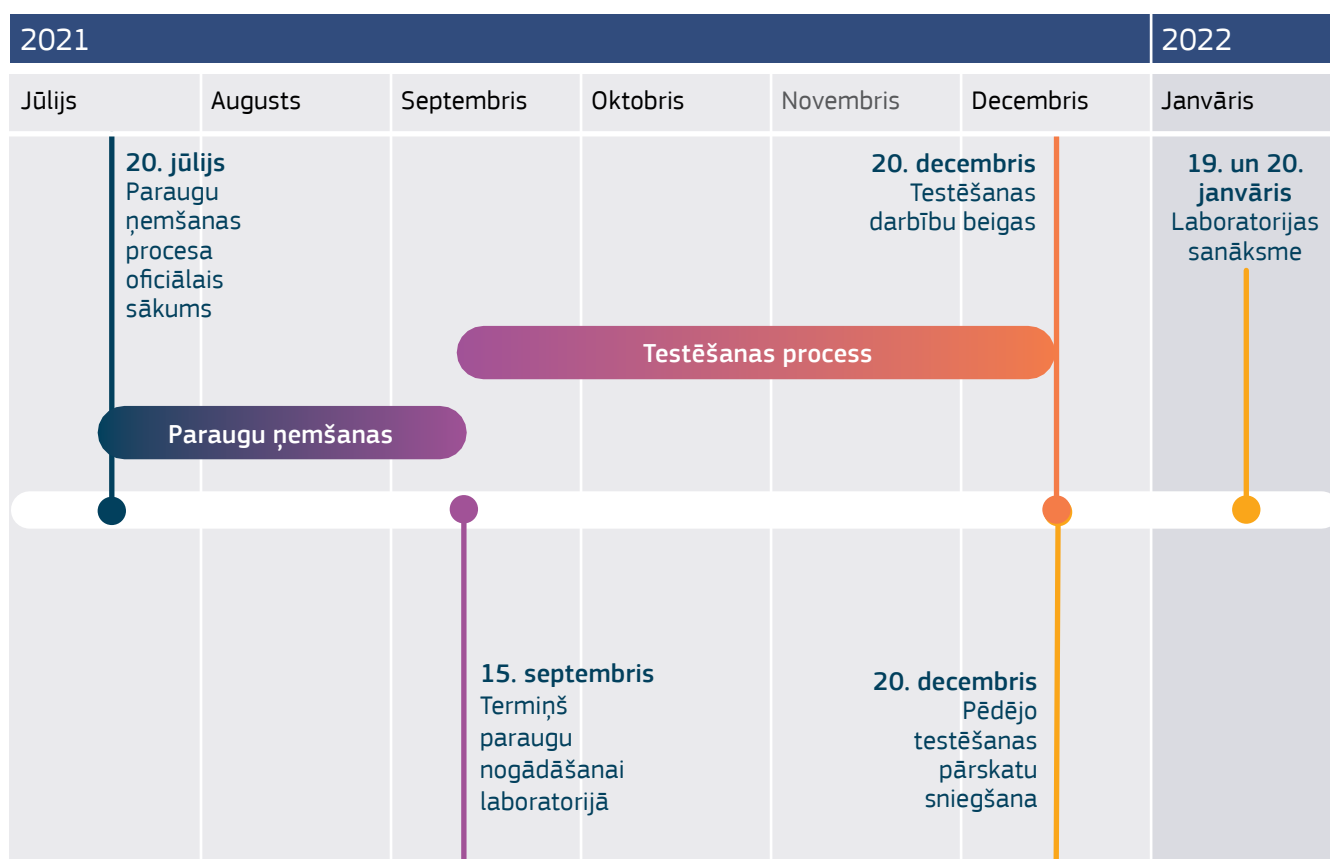 2021
2022
Jūlijs
Augusts
Septembris
Oktobris
Novembris
Decembris
Janvāris
20. jūlijs
Paraugu
ņemšanas
procesa
oficiālais
sākums
20. decembris
Testēšanas
darbību beigas
19. un 20.
janvāris
Laboratorijas
sanāksme
Testēšanas process
Paraugu ņemšanas
15. septembris
Termiņš
paraugu
nogādāšanai
laboratorijā
20. decembris
Pēdējo
testēšanas
pārskatu
sniegšana